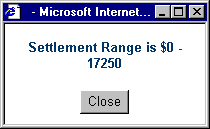 - Microsoft Internet...
Settlement Range is $0 -
17250
Close